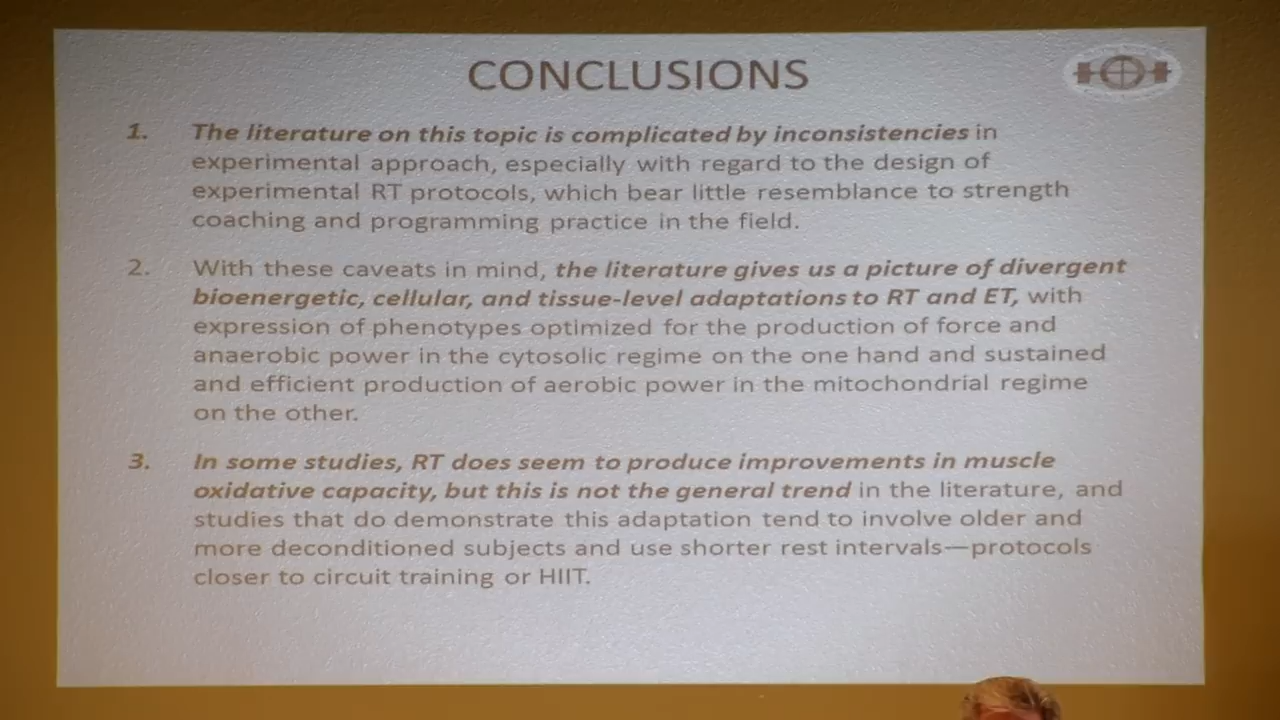 CONCLUSIONS
1. The literature on this topic is complicated by inconsistencies in
experimental approach, especially with regard to the design of
experimental RT protocols, which bear little resemblance to strength
coaching and programming practice in the field.
2. With these caveats in mind, the literature gives us a picture of divergent
bioenergetic, cellular, and tissue-level adaptations to RT and ET, with
expression of phenotypes optimized for the production of force and
anaerobic power in the cytosolic regime on the one hand and sustained
and efficient production of aerobic power in the mitochondrial regime
on the other.
3. In some studies, RT does seem to produce improvements in muscle
oxidative capacity, but this is not the general trend in the literature, and
studies that do demonstrate this adaptation tend to involve older and
more deconditioned subjects and use shorter rest intervals—protocols
closer to circuit training or HIIT.